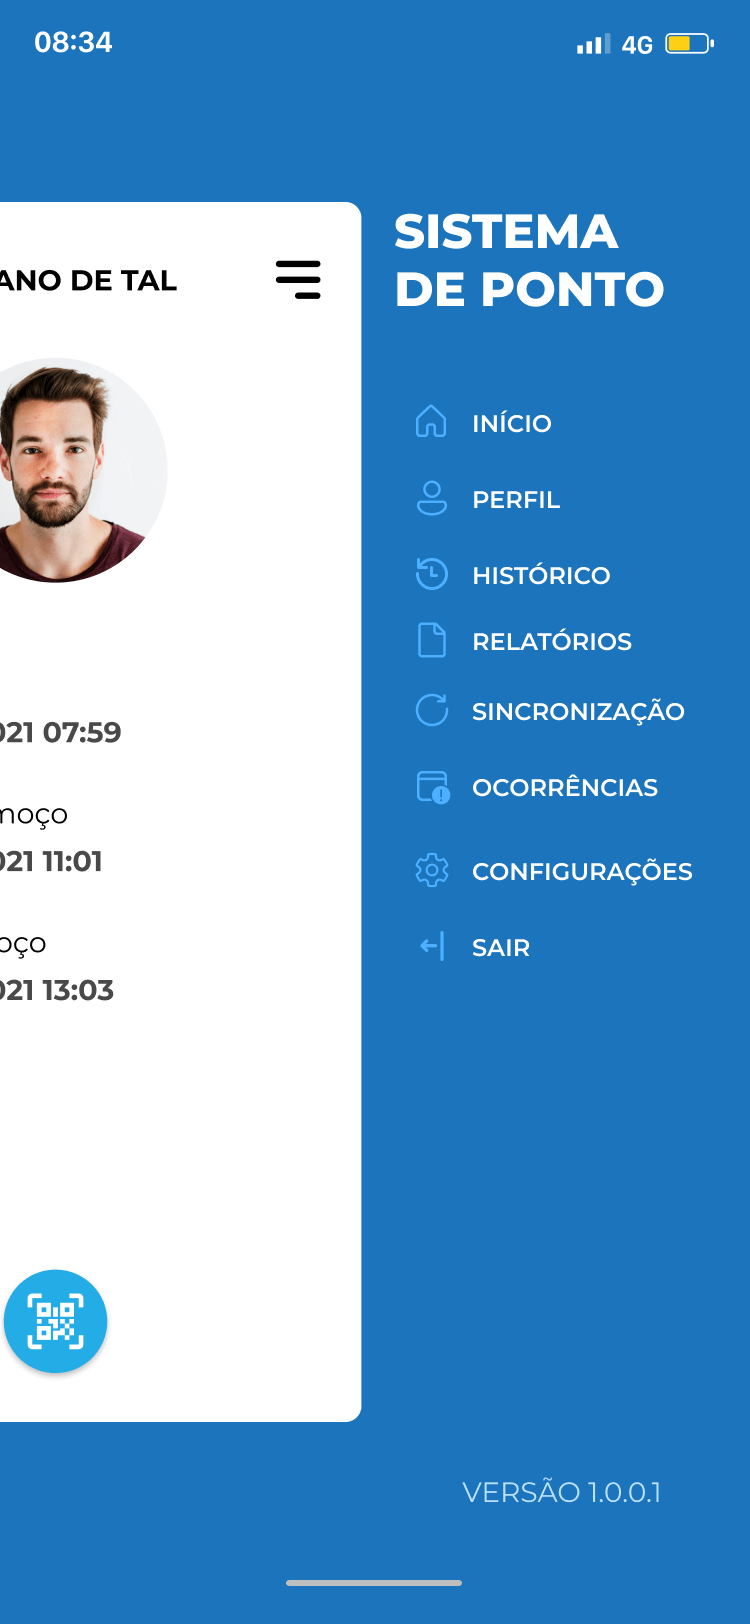 08:34
4G
SISTEMA
DE PONTO
ANO DE TAL
INÍCIO
PERFIL
HISTÓRICO
RELATÓRIOS
SINCRONIZAÇÃO
021 07:59
OCORRÊNCIAS
moço
021 11:01
CONFIGURAÇÕES
oço
SAIR
021 13:03
VERSÃO 1.0.0.1